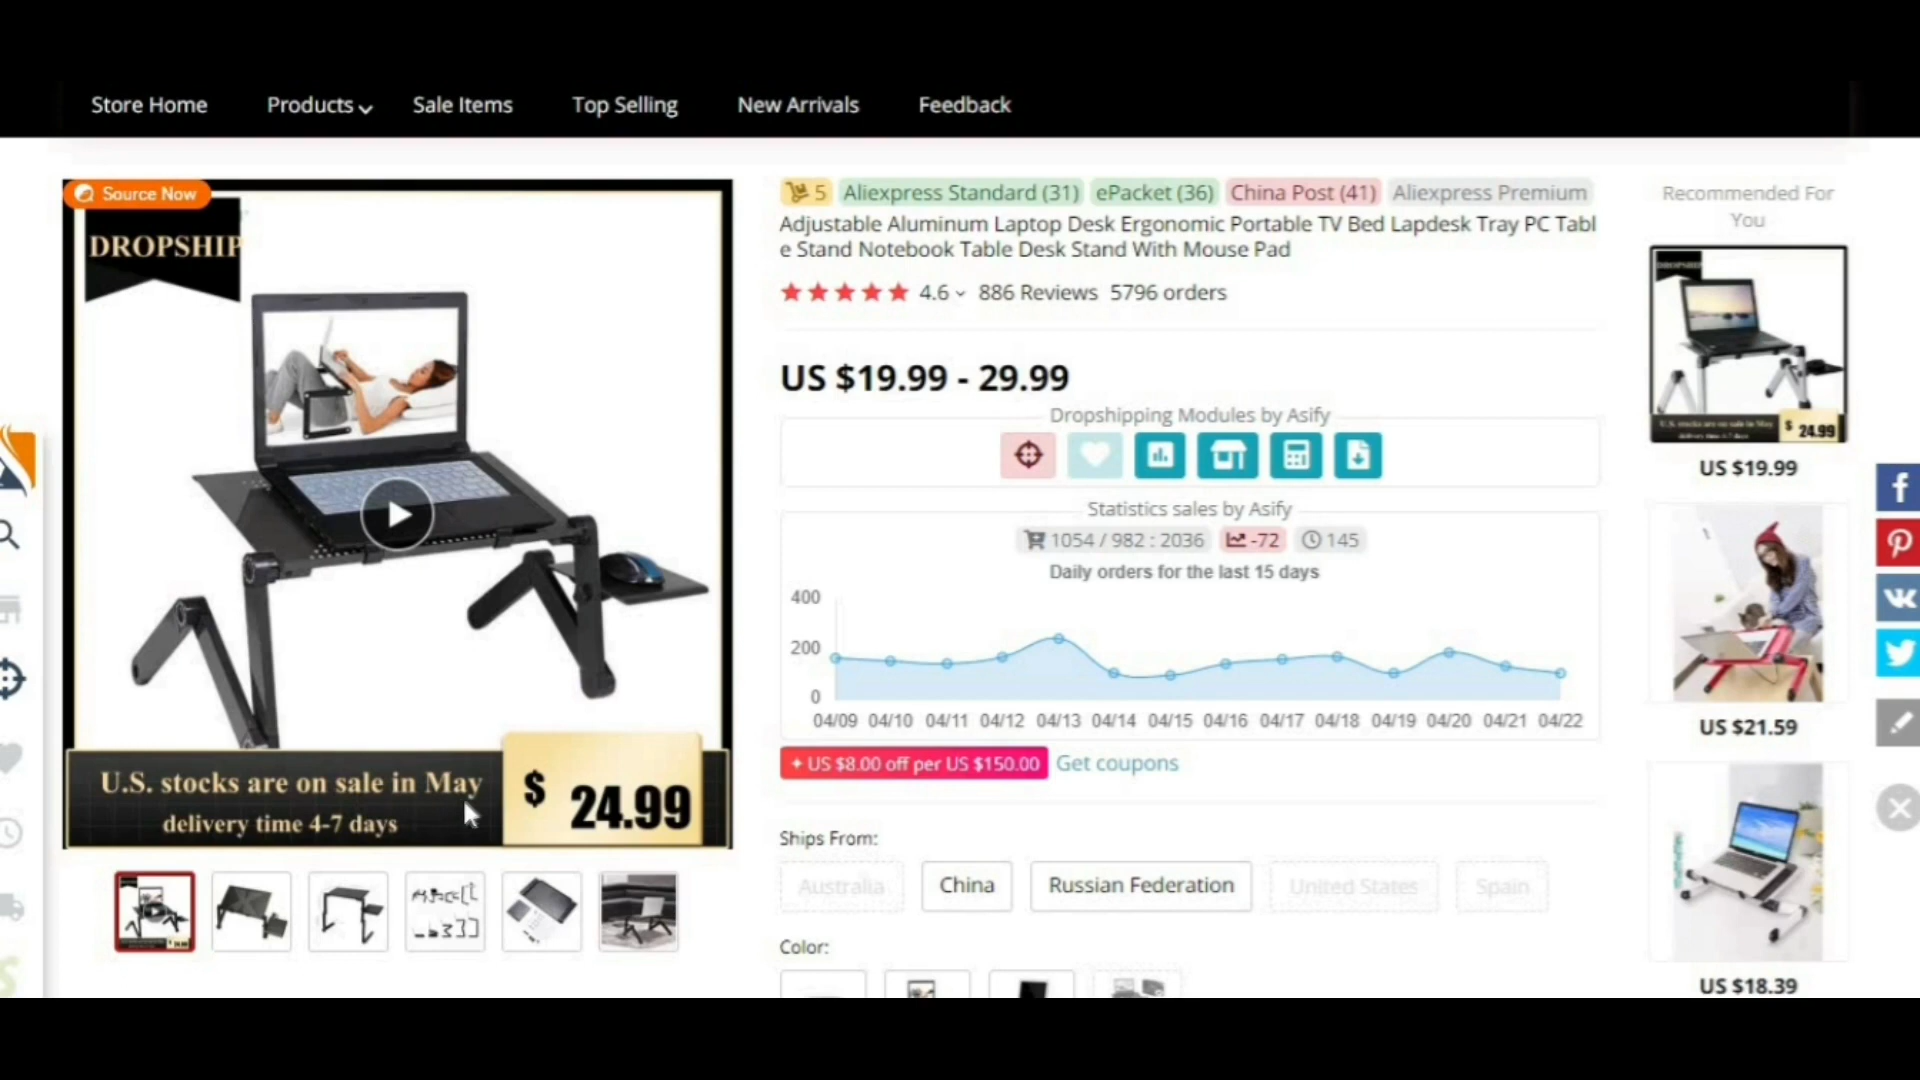 Store Home Products Sale Items Top Selling New Arrivals Feedback
Source Now
DROPSHIP
U.S. stocks are on sale in May
delivery time 4-7 days
$ 24.99
5 Aliexpress Standard (31) ePacket (36) China Post (41) Aliexpress Premium
Adjustable Aluminum Laptop Desk Ergonomic Portable TV Bed Lapdesk Tray PC Tabl
e Stand Notebook Table Desk Stand With Mouse Pad
4.6 886 Reviews 5796 orders
US $19.99 - 29.99
Dropshipping Modules by Asify
Statistics sales by Asify
1054 / 982 : 2036 -72 145
Daily orders for the last 15 days
400
200
0
04/09 04/10 04/11 04/12 04/13 04/14 04/15 04/16 04/17 04/18 04/19 04/20 04/21 04/22
+ US $8.00 off per US $150.00 Get coupons
Ships From:
Australia China Russian Federation United States Spain
Color:
Recommended For
You
$ 24.99
US $19.99
US $21.59
US $18.39